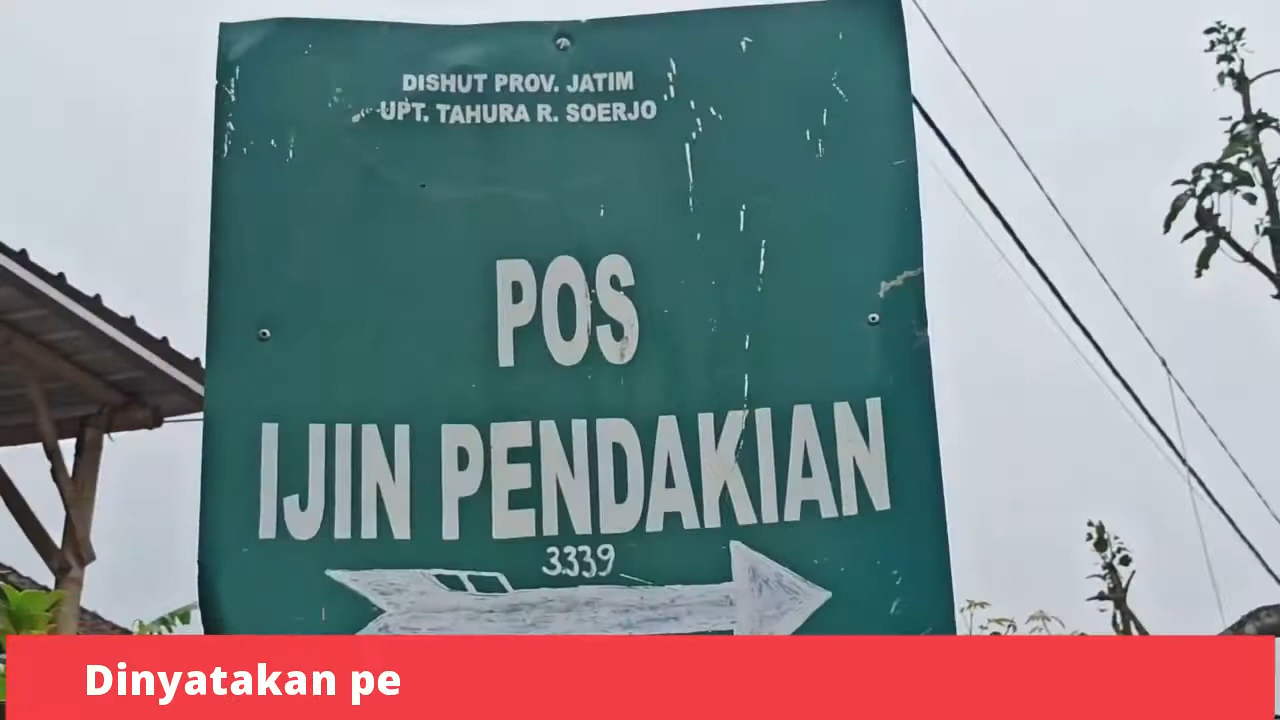 DISHUT PROV. JATIM
UPT. TAHURA R. SOERJO
POS
IJIN PENDAKIAN
3339
Dinyatakan pe